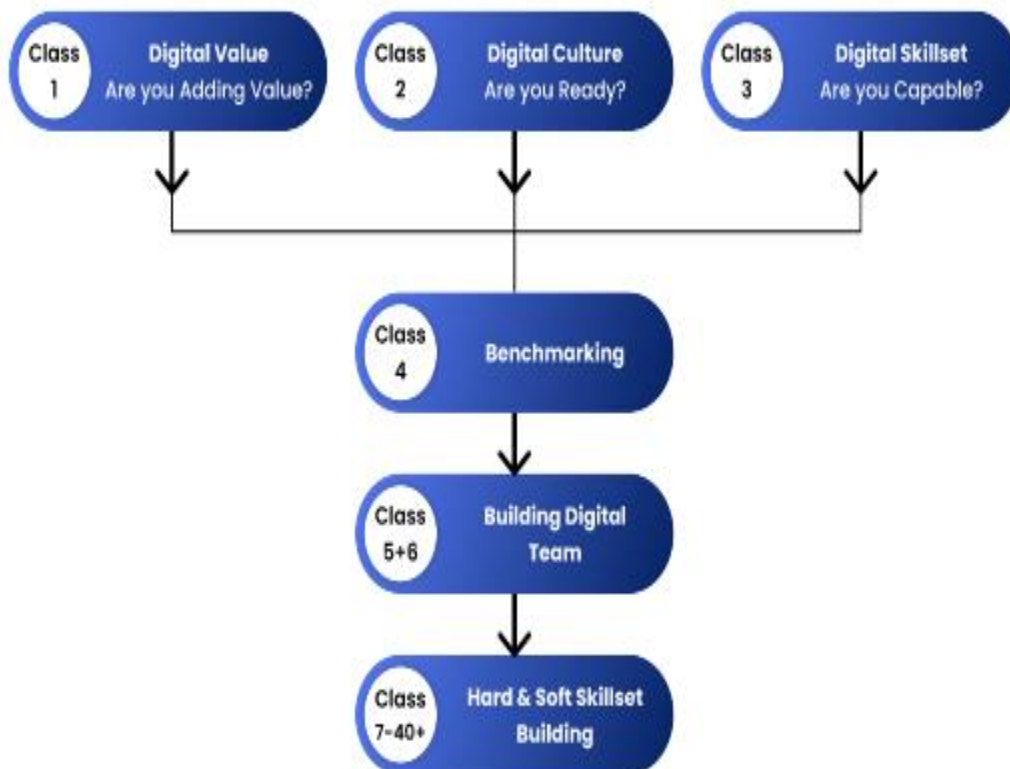 Class
1
Digital Value
Are you Adding Value?
Class
2
Digital Culture
Are you Ready?
Class
3
Digital Skillset
Are you Capable?
Class
4
Benchmarking
Class
5+6
Building Digital
Team
Class
7-40+
Hard & Soft Skillset
Building